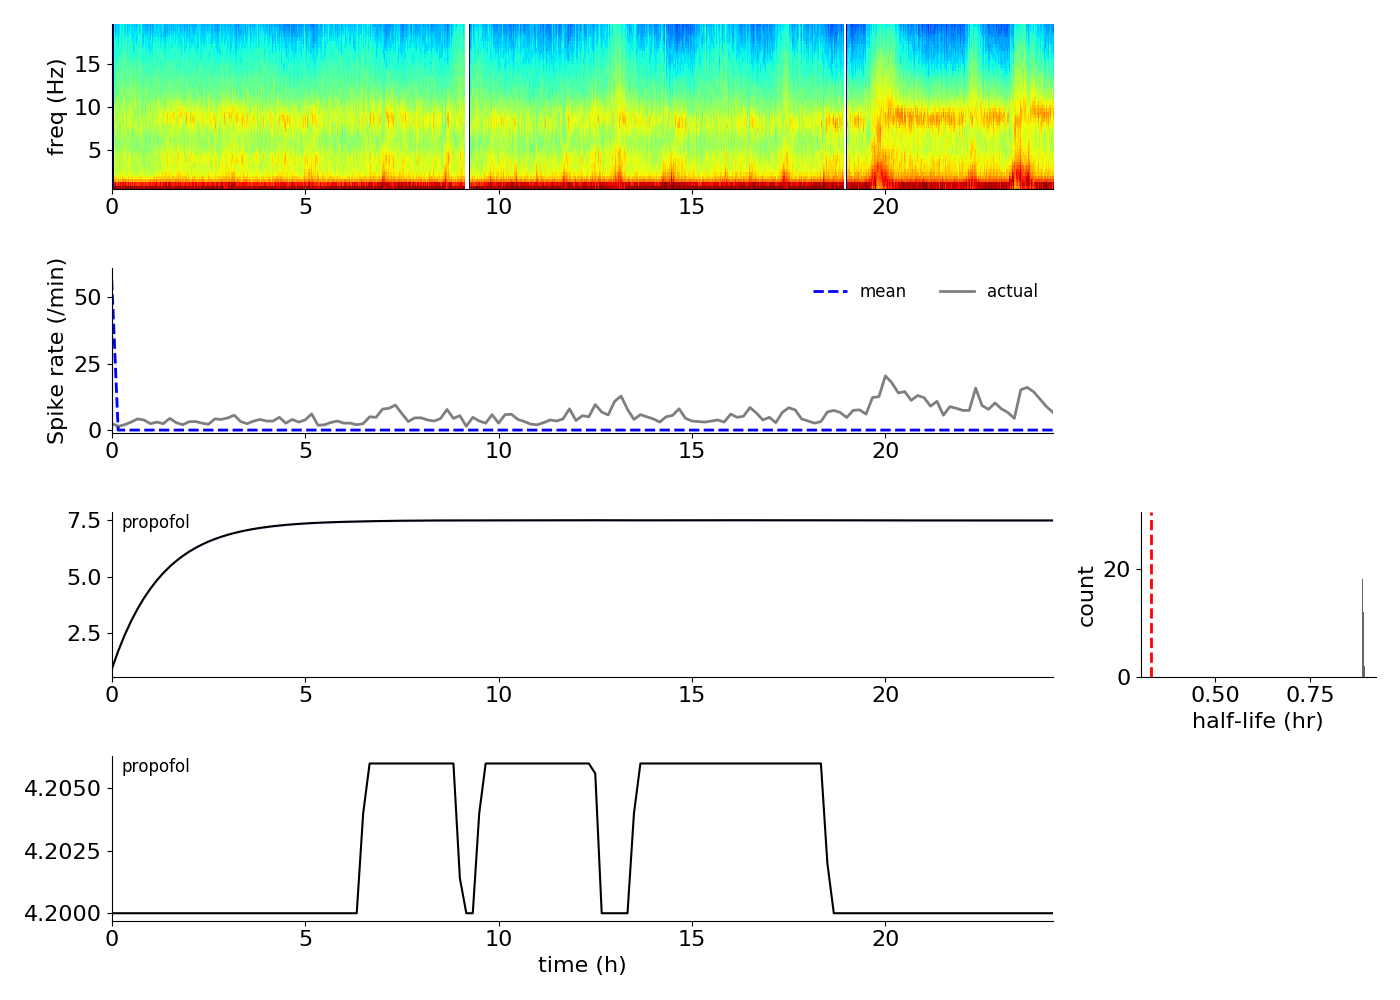 freq (Hz)
15
10
5
0 5 10 15 20
Spike rate (/min)
50
25
0
mean actual
0 5 10 15 20
7.5
5.0
2.5
propofol
0 5 10 15 20
count
20
0
0.50 0.75
half-life (hr)
4.2050
4.2025
4.2000
propofol
0 5 10 15 20
time (h)